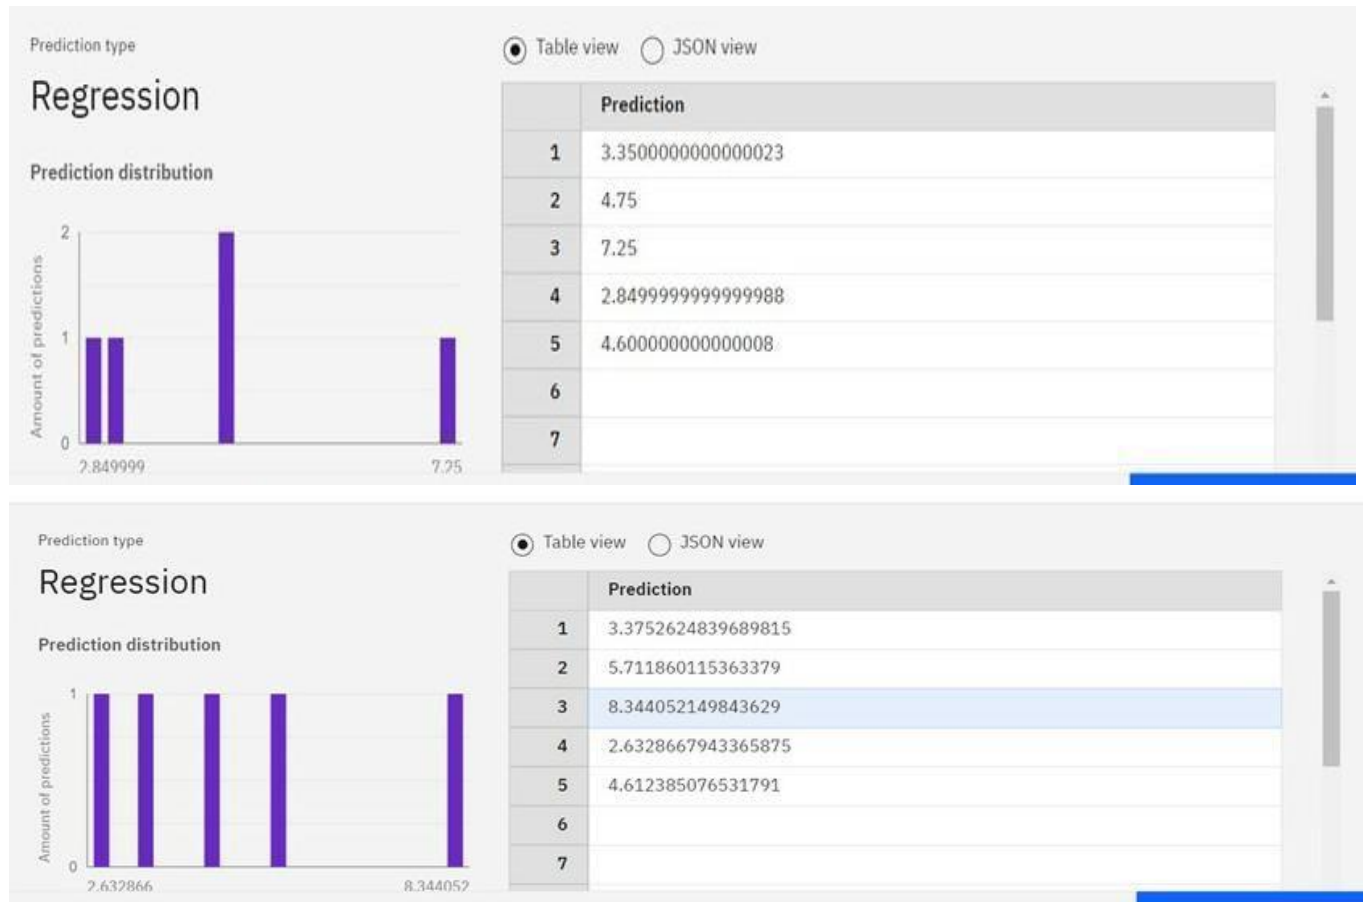 Prediction type
Regression
Prediction distribution
Amount of predictions
2
1
0
2.849999 7.25
Table view JSON view
Prediction
1 3.3500000000000023
2 4.75
3 7.25
4 2.8499999999999988
5 4.600000000000008
6
7
Prediction type
Regression
Prediction distribution
Amount of predictions
1
0
2.632866 8.344052
Table view JSON view
Prediction
1 3.3752624839689815
2 5.711860115363379
3 8.344052149843629
4 2.6328667943365875
5 4.612385076531791
6
7